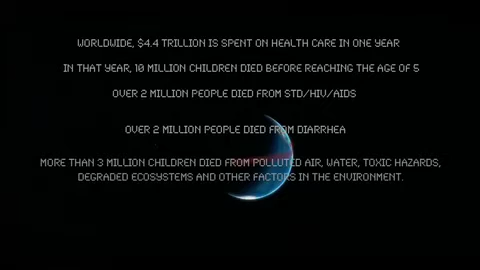 WORLDWIDE, $4.4 TRILLION IS SPENT ON HEALTH CARE IN ONE YEAR
IN THAT YEAR, 10 MILLION CHILDREN DIED BEFORE REACHING THE AGE OF 5
OVER 2 MILLION PEOPLE DIED FROM STD/HIV/AIDS
OVER 2 MILLION PEOPLE DIED FROM DIARRHEA
MORE THAN 3 MILLION CHILDREN DIED FROM POLLUTED AIR, WATER, TOXIC HAZARDS,
DEGRADED ECOSYSTEMS AND OTHER FACTORS IN THE ENVIRONMENT.